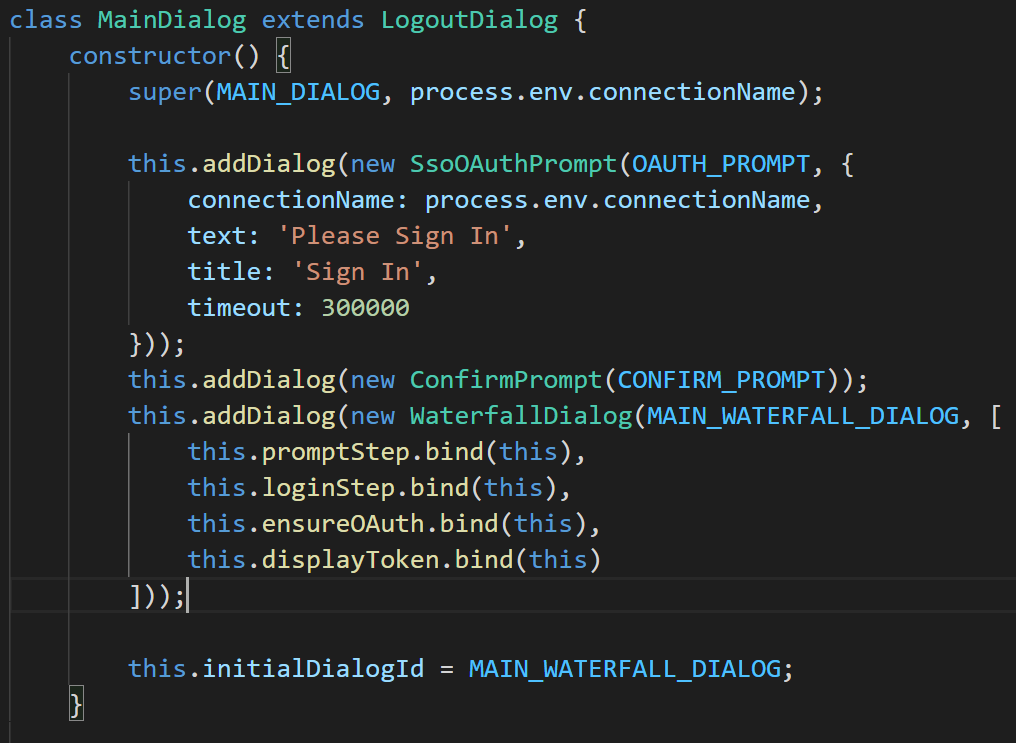 class MainDialog extends LogoutDialog {
constructor() {
super(MAIN_DIALOG, process.env.connectionName);
this.addDialog(new SsoOAuthPrompt(OAUTH_PROMPT, {
connectionName: process.env.connectionName,
text: 'Please Sign In',
title: 'Sign In',
timeout: 300000
}));
this.addDialog(new ConfirmPrompt(CONFIRM_PROMPT));
this.addDialog(new WaterfallDialog(MAIN_WATERFALL_DIALOG, [
this.promptStep.bind(this),
this.loginStep.bind(this),
this.ensureOAuth.bind(this),
this.displayToken.bind(this)
]));
this.initialDialogId = MAIN_WATERFALL_DIALOG;
}